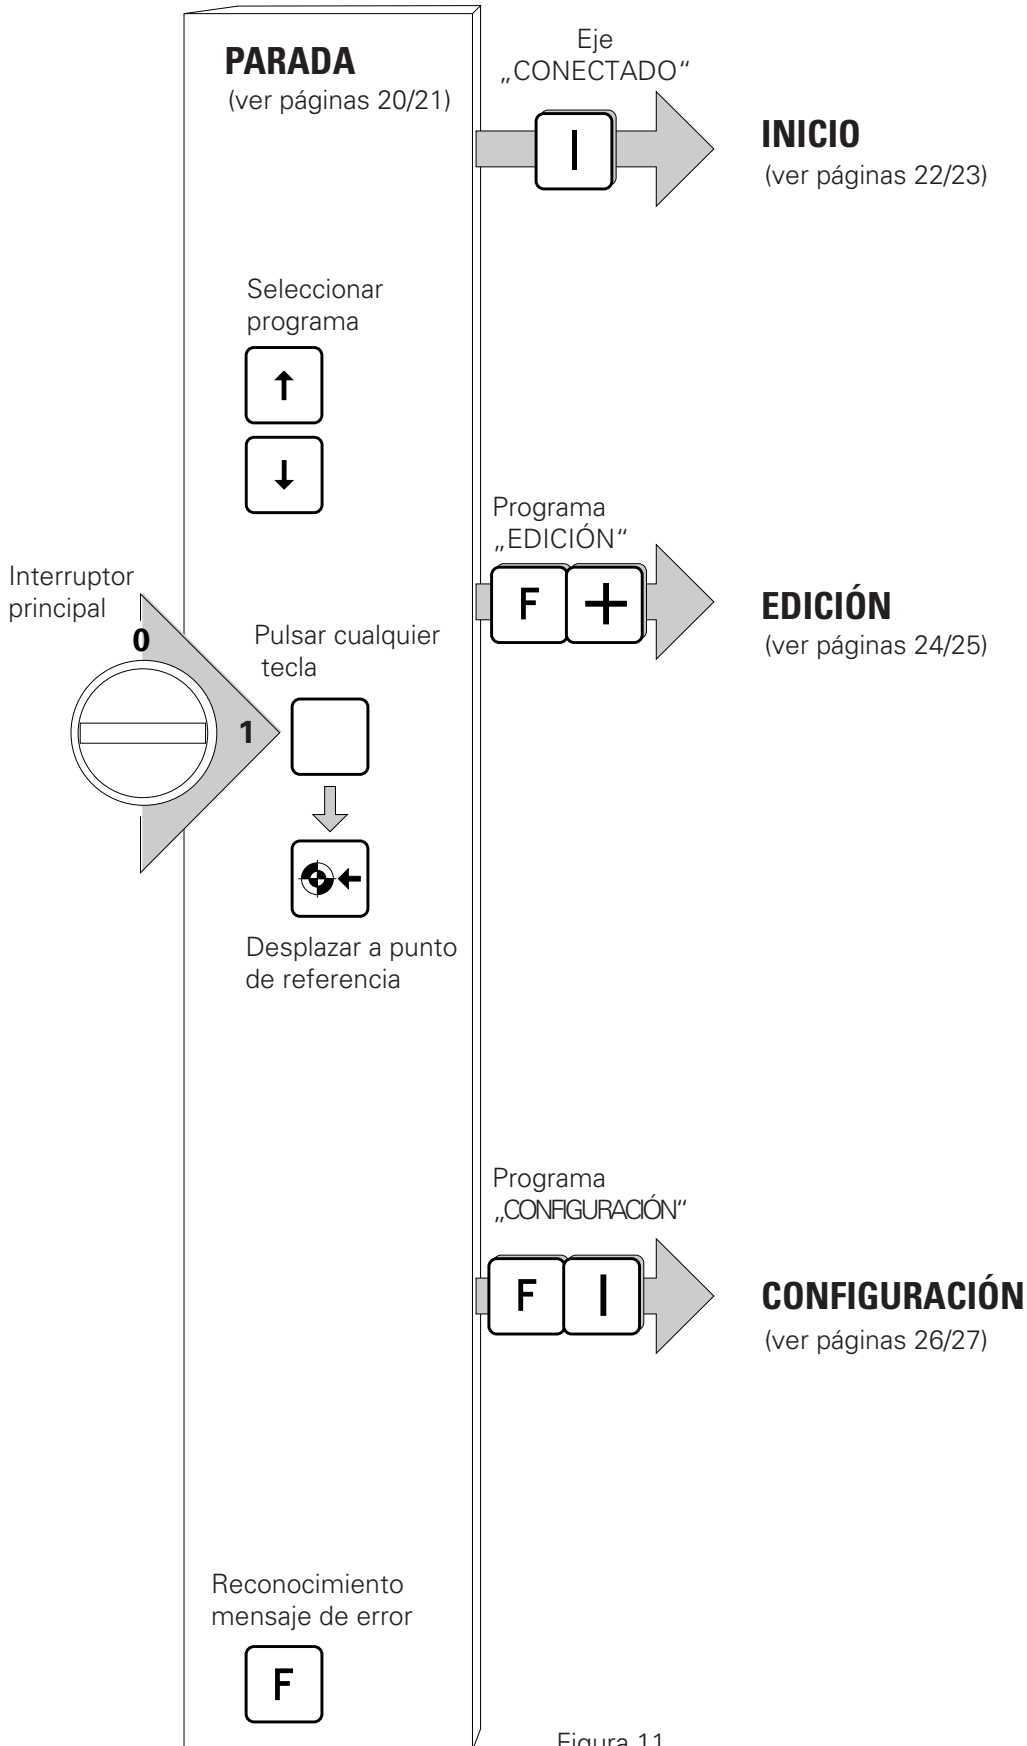 PARADA
(ver páginas 20/21)
Eje
„CONECTADO“
I
INICIO
(ver páginas 22/23)
Seleccionar
programa
↑
↓
Programa
„EDICIÓN“
F +
EDICIÓN
(ver páginas 24/25)
Interruptor
principal
0
1
Pulsar cualquier
tecla
Desplazar a punto
de referencia
Programa
„CONFIGURACIÓN“
F I
CONFIGURACIÓN
(ver páginas 26/27)
Reconocimiento
mensaje de error
F
Figura 11